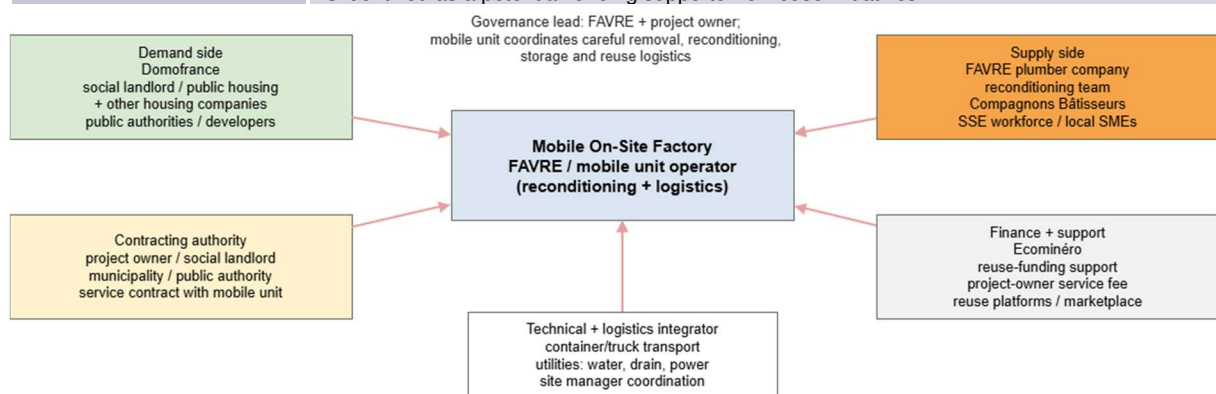 Governance lead: FAVRE + project owner;
mobile unit coordinates careful removal, reconditioning,
storage and reuse logistics
Demand side
Domofrance
social landlord / public housing
+ other housing companies
public authorities / developers
Supply side
FAVRE plumber company
reconditioning team
Compagnons Bâtisseurs
SSE workforce / local SMEs
Mobile On-Site Factory
FAVRE / mobile unit operator
(reconditioning + logistics)
Contracting authority
project owner / social landlord
municipality / public authority
service contract with mobile unit
Finance + support
Ecominéro
reuse-funding support
project-owner service fee
reuse platforms / marketplace
Technical + logistics integrator
container/truck transport
utilities: water, drain, power
site manager coordination